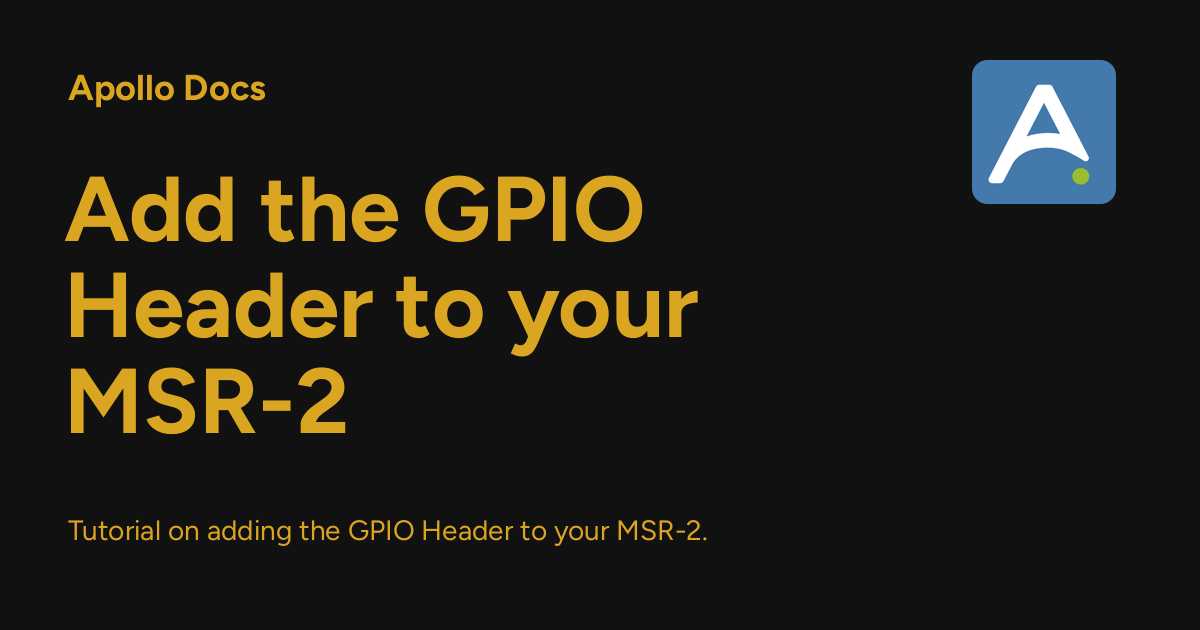 Apollo Docs
Add the GPIO
Header to your
MSR-2
Tutorial on adding the GPIO Header to your MSR-2.